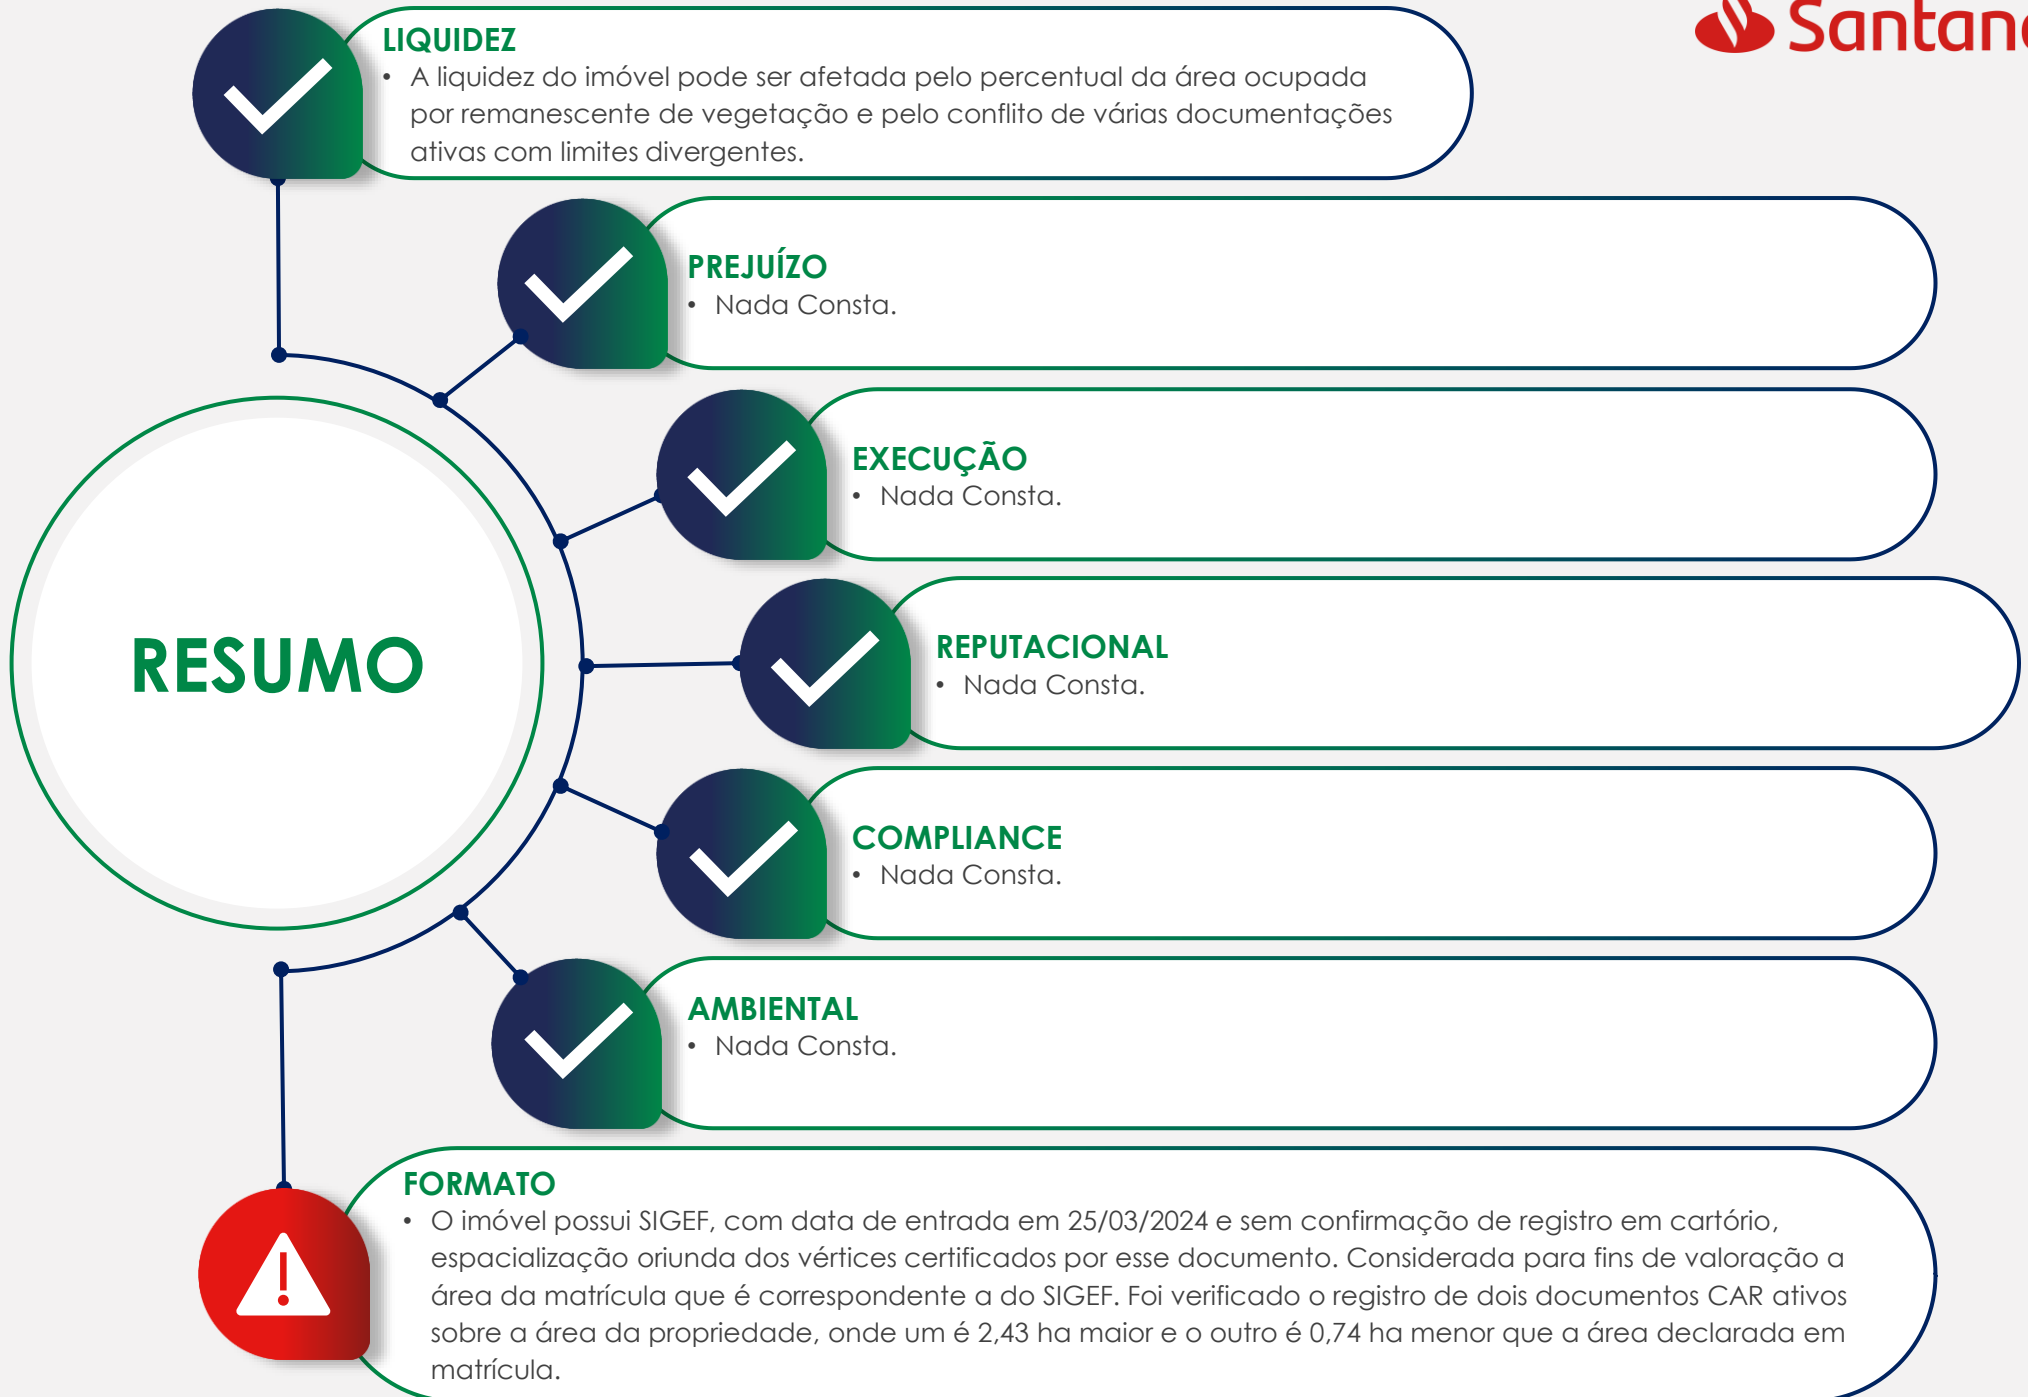 Santand
LIQUIDEZ
• A liquidez do imóvel pode ser afetada pelo percentual da área ocupada
por remanescente de vegetação e pelo conflito de várias documentações
ativas com limites divergentes.
PREJUÍZO
• Nada Consta.
EXECUÇÃO
• Nada Consta.
RESUMO
REPUTACIONAL
• Nada Consta.
COMPLIANCE
• Nada Consta.
AMBIENTAL
• Nada Consta.
FORMATO
• O imóvel possui SIGEF, com data de entrada em 25/03/2024 e sem confirmação de registro em cartório,
espacialização oriunda dos vértices certificados por esse documento. Considerada para fins de valoração a
área da matrícula que é correspondente a do SIGEF. Foi verificado o registro de dois documentos CAR ativos
sobre a área da propriedade, onde um é 2,43 ha maior e o outro é 0,74 ha menor que a área declarada em
matrícula.